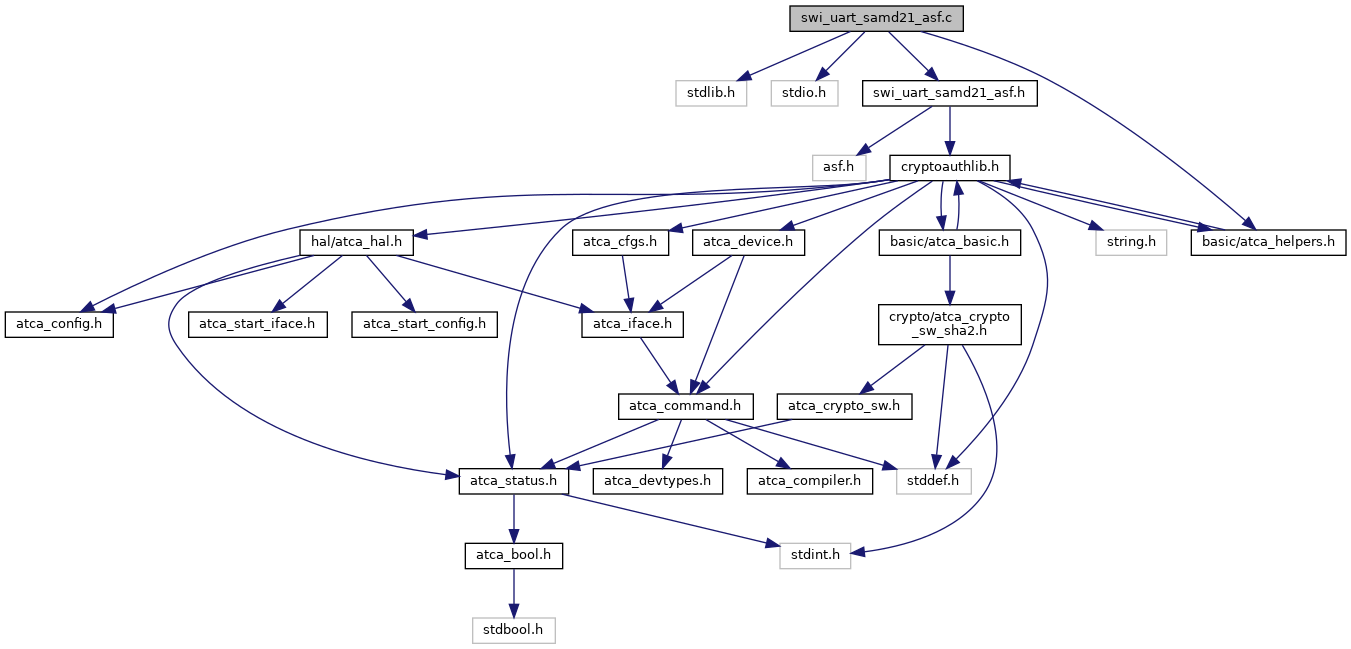 swi_uart_samd21_asf.c
stdlib.h
stdio.h
swi_uart_samd21_asf.h
asf.h
cryptoauthlib.h
hal/atca_hal.h
atca_cfgs.h
atca_device.h
basic/atca_basic.h
string.h
basic/atca_helpers.h
atca_config.h
atca_start_iface.h
atca_start_config.h
atca_iface.h
crypto/atca_crypto
_sw_sha2.h
atca_command.h
atca_crypto_sw.h
atca_status.h
atca_devtypes.h
atca_compiler.h
stddef.h
atca_bool.h
stdint.h
stdbool.h